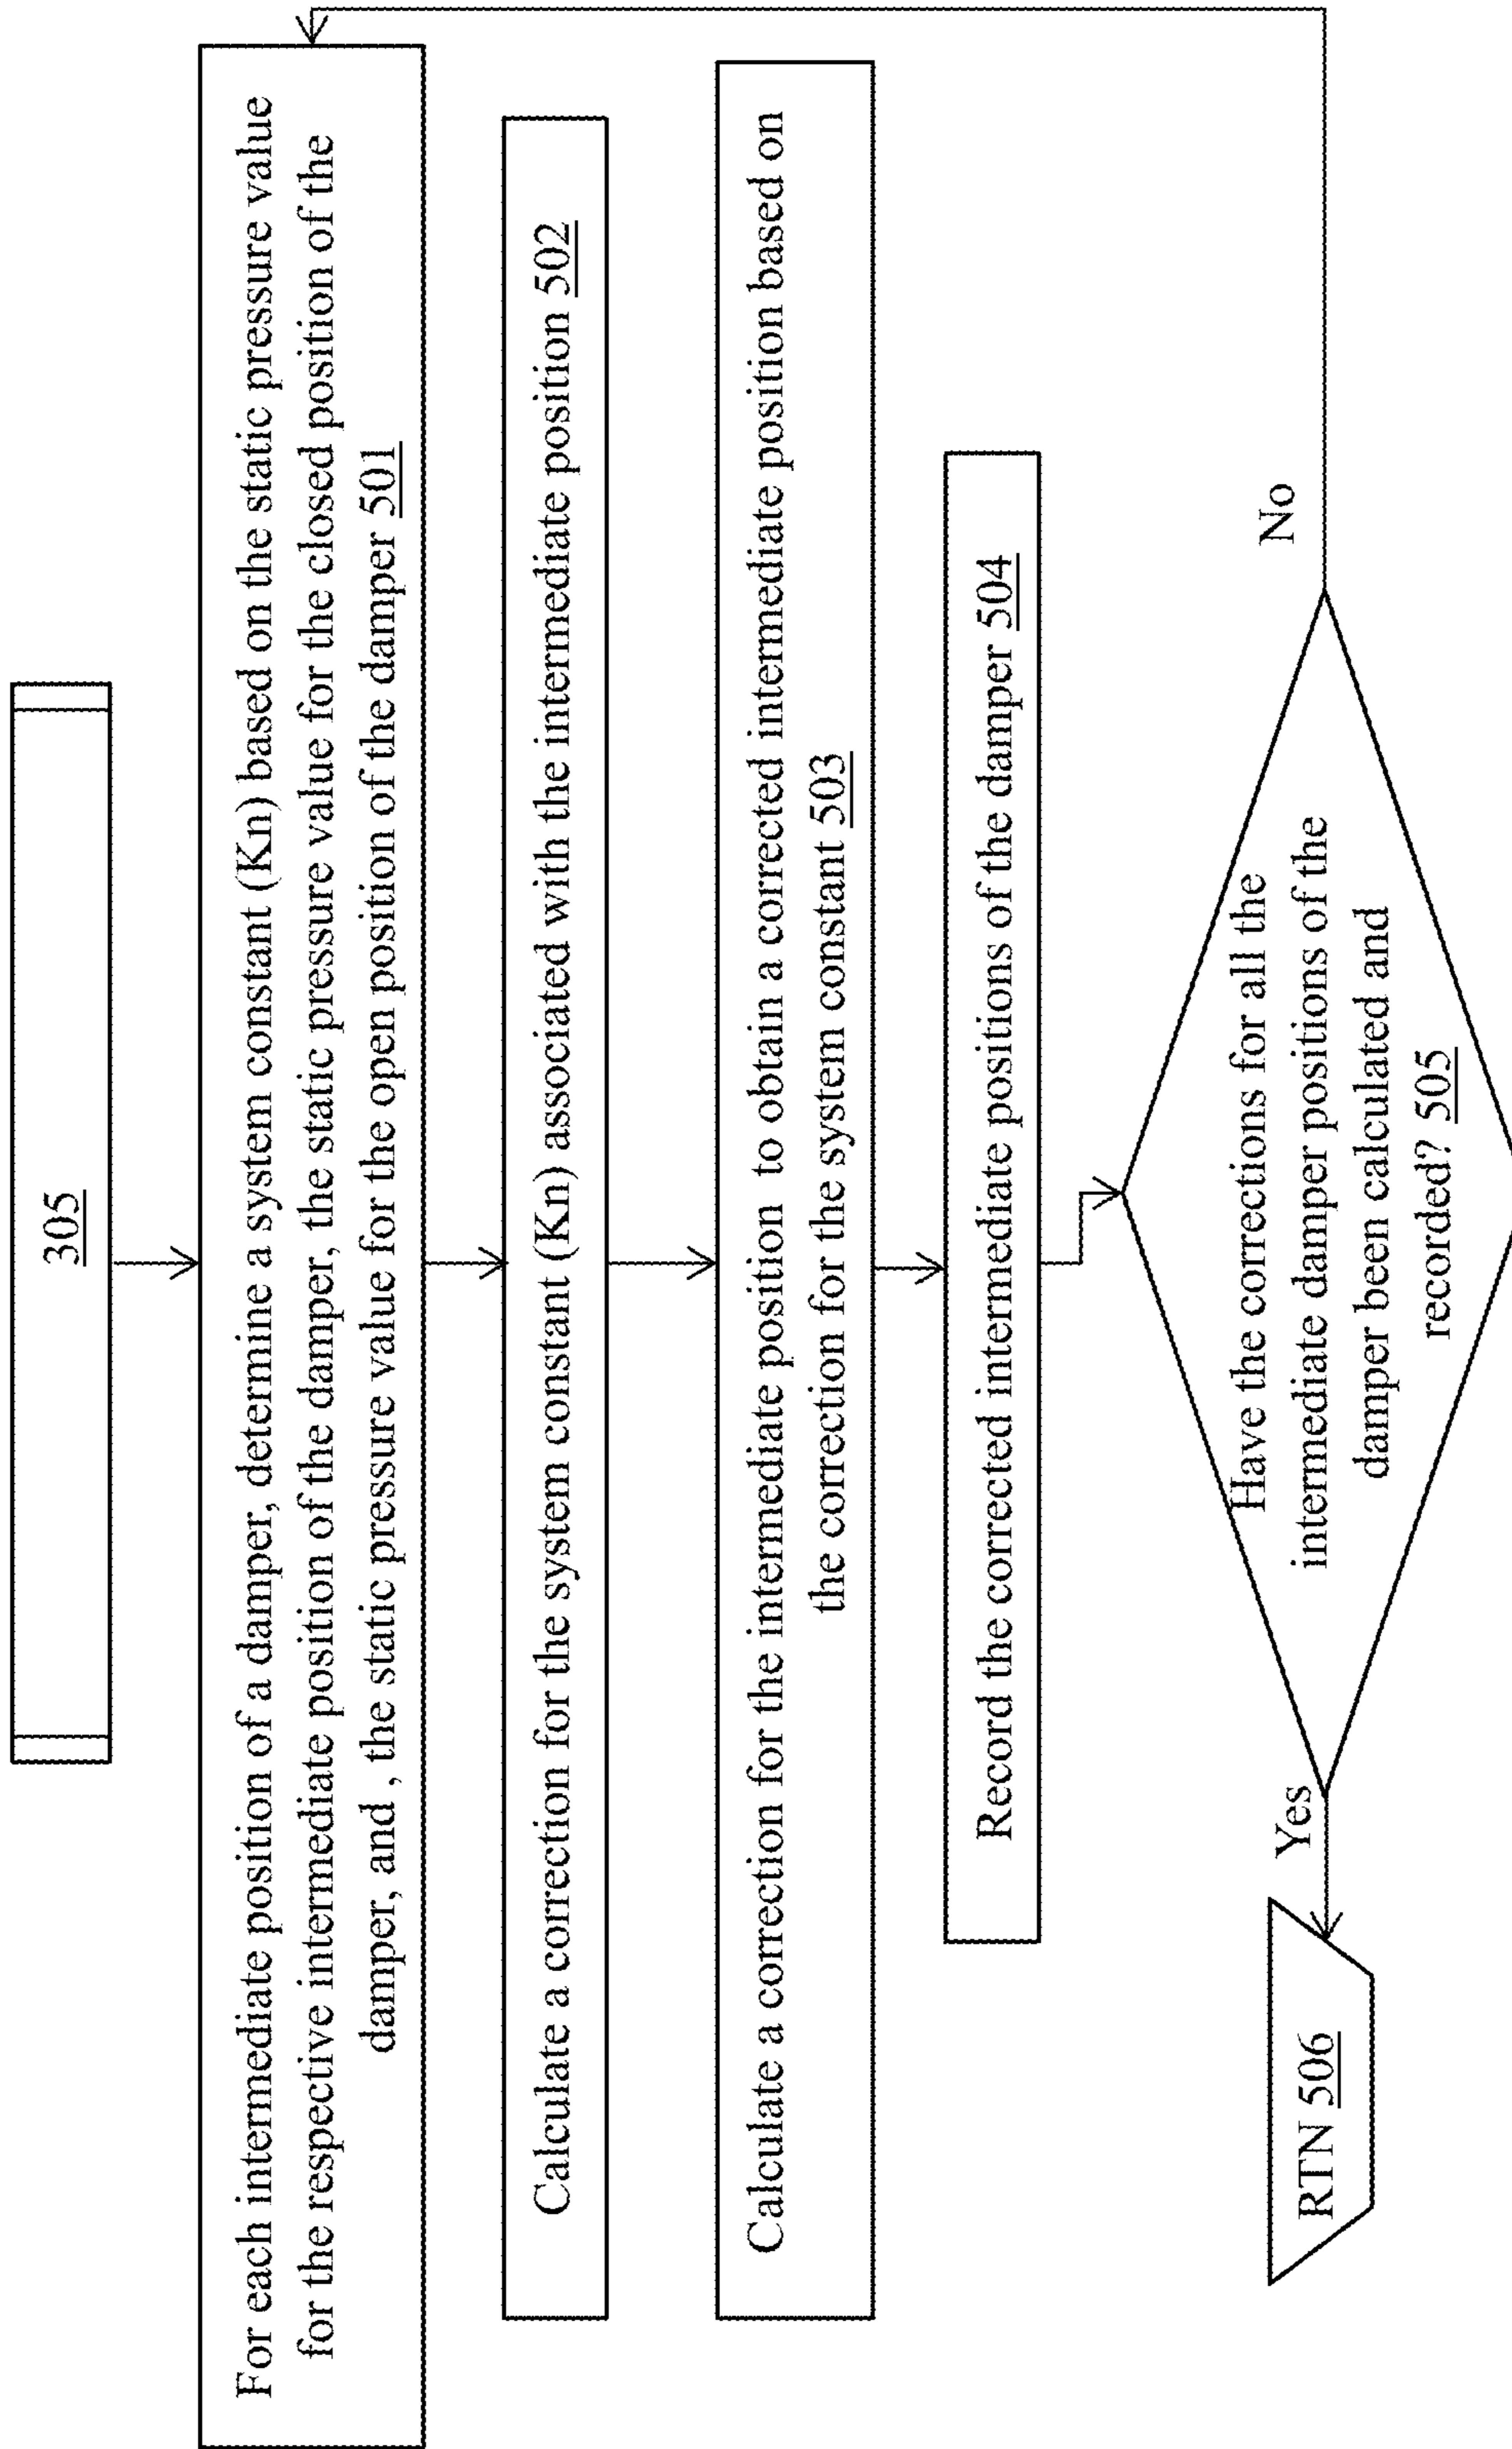 305
For each intermediate position of a damper, determine a system constant (Kn) based on the static pressure value
for the respective intermediate position of the damper, the static pressure value for the closed position of the
damper, and , the static pressure value for the open position of the damper 501
Calculate a correction for the system constant (Kn) associated with the intermediate position 502
Calculate a correction for the intermediate position to obtain a corrected intermediate position based on
the correction for the system constant 503
Record the corrected intermediate positions of the damper 504
Have the corrections for all the
intermediate damper positions of the
damper been calculated and
recorded? 505
No
Yes
RTN 506